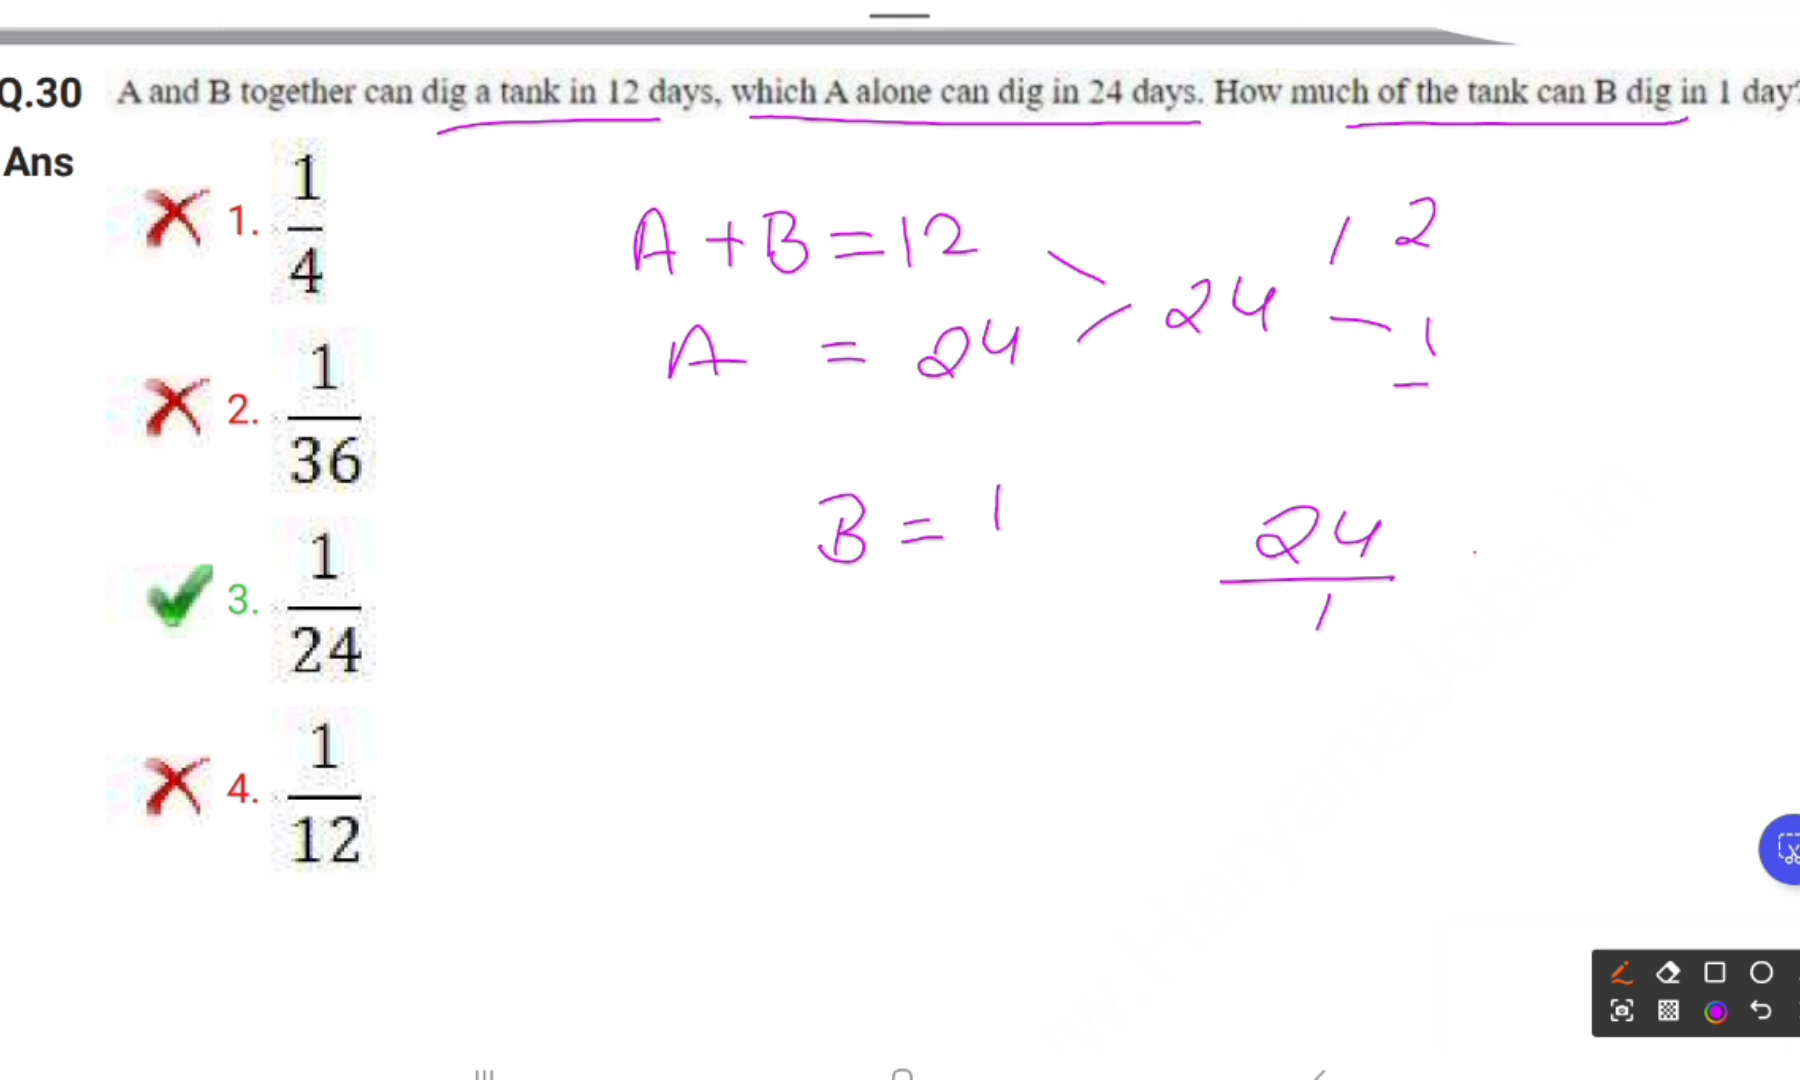 Q.30 A and B together can dig a tank in 12 days, which A alone can dig in 24 days. How much of the tank can B dig in 1 day?
Ans
1. 1/4
2. 1/36
3. 1/24
4. 1/12
A + B = 12
A = 24
24
2
1
B = 1
24/1
w.HaryanaJobs.in